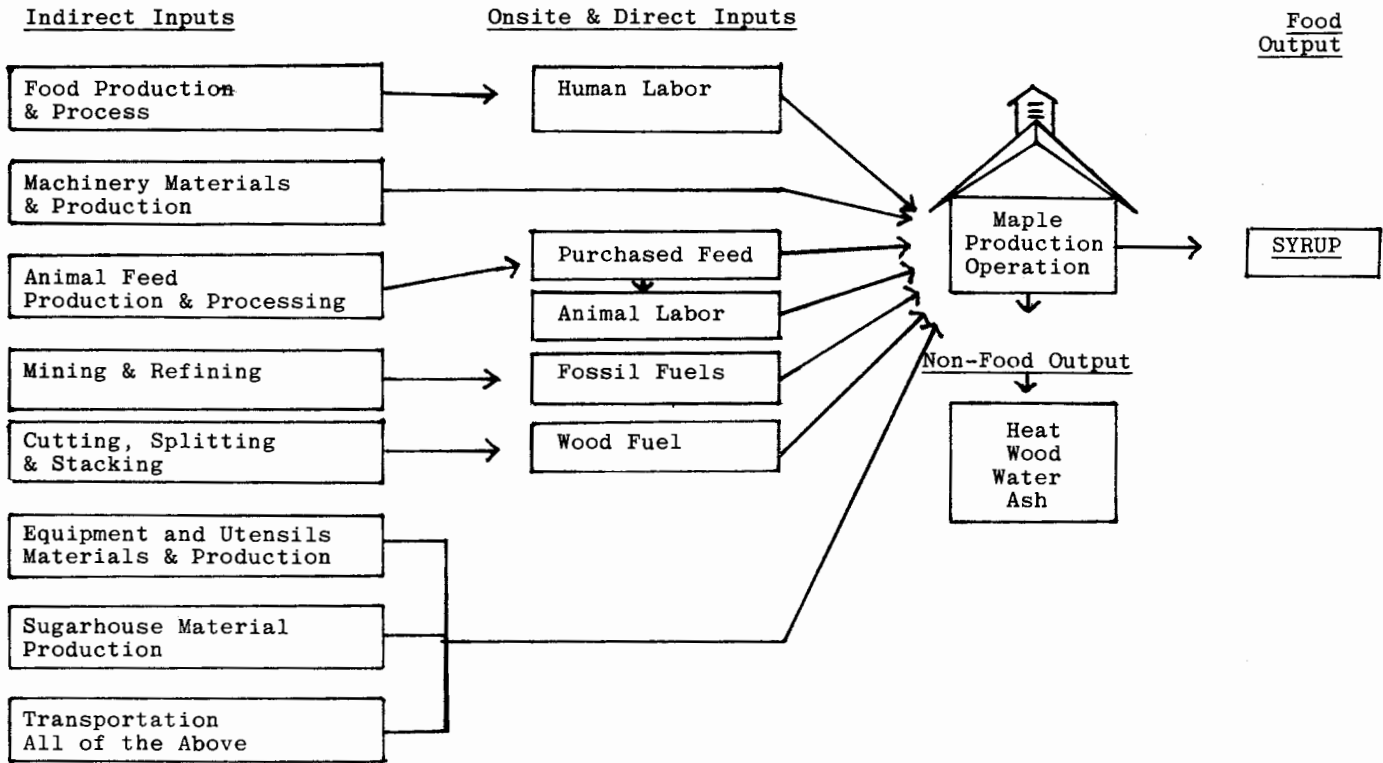 Indirect Inputs
Onsite & Direct Inputs
Food
Output
Food Production
& Process
Human Labor
Machinery Materials
& Production
Maple
Production
Operation
SYRUP
Purchased Feed
Animal Feed
Production & Processing
Animal Labor
Mining & Refining
Fossil Fuels
Non-Food Output
Cutting, Splitting
& Stacking
Wood Fuel
Heat
Wood
Water
Ash
Equipment and Utensils
Materials & Production
Sugarhouse Material
Production
Transportation
All of the Above